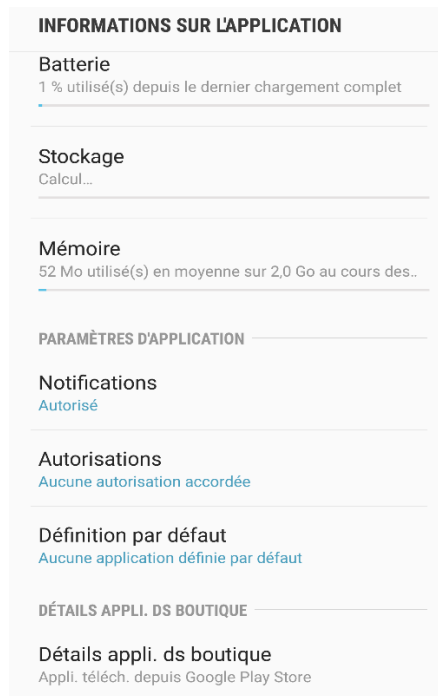 INFORMATIONS SUR L'APPLICATION
Batterie
1 % utilisé(s) depuis le dernier chargement complet
Stockage
Calcul...
Mémoire
52 Mo utilisé(s) en moyenne sur 2,0 Go au cours des..
PARAMÈTRES D'APPLICATION
Notifications
Autorisé
Autorisations
Aucune autorisation accordée
Définition par défaut
Aucune application définie par défaut
DÉTAILS APPLI. DS BOUTIQUE
Détails appli. ds boutique
Appli. téléch. depuis Google Play Store